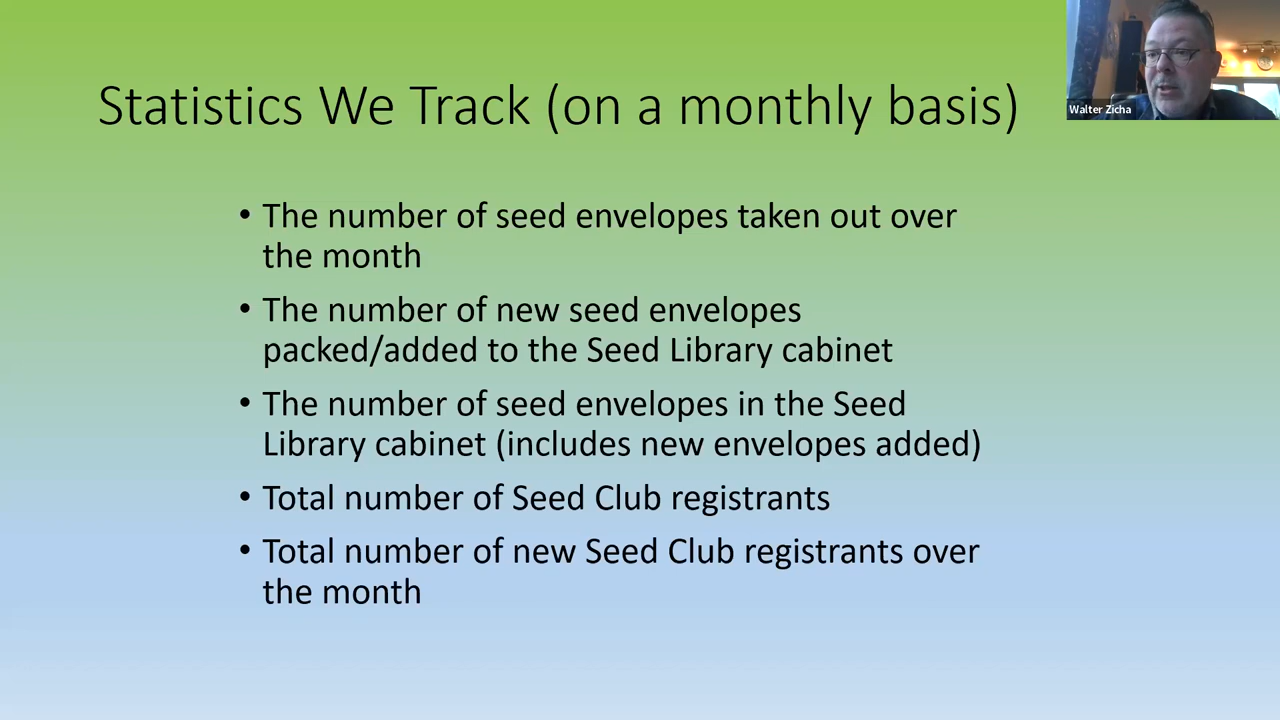 Statistics We Track (on a monthly basis)
Walter Zicha
• The number of seed envelopes taken out over
the month
• The number of new seed envelopes
packed/added to the Seed Library cabinet
• The number of seed envelopes in the Seed
Library cabinet (includes new envelopes added)
• Total number of Seed Club registrants
• Total number of new Seed Club registrants over
the month